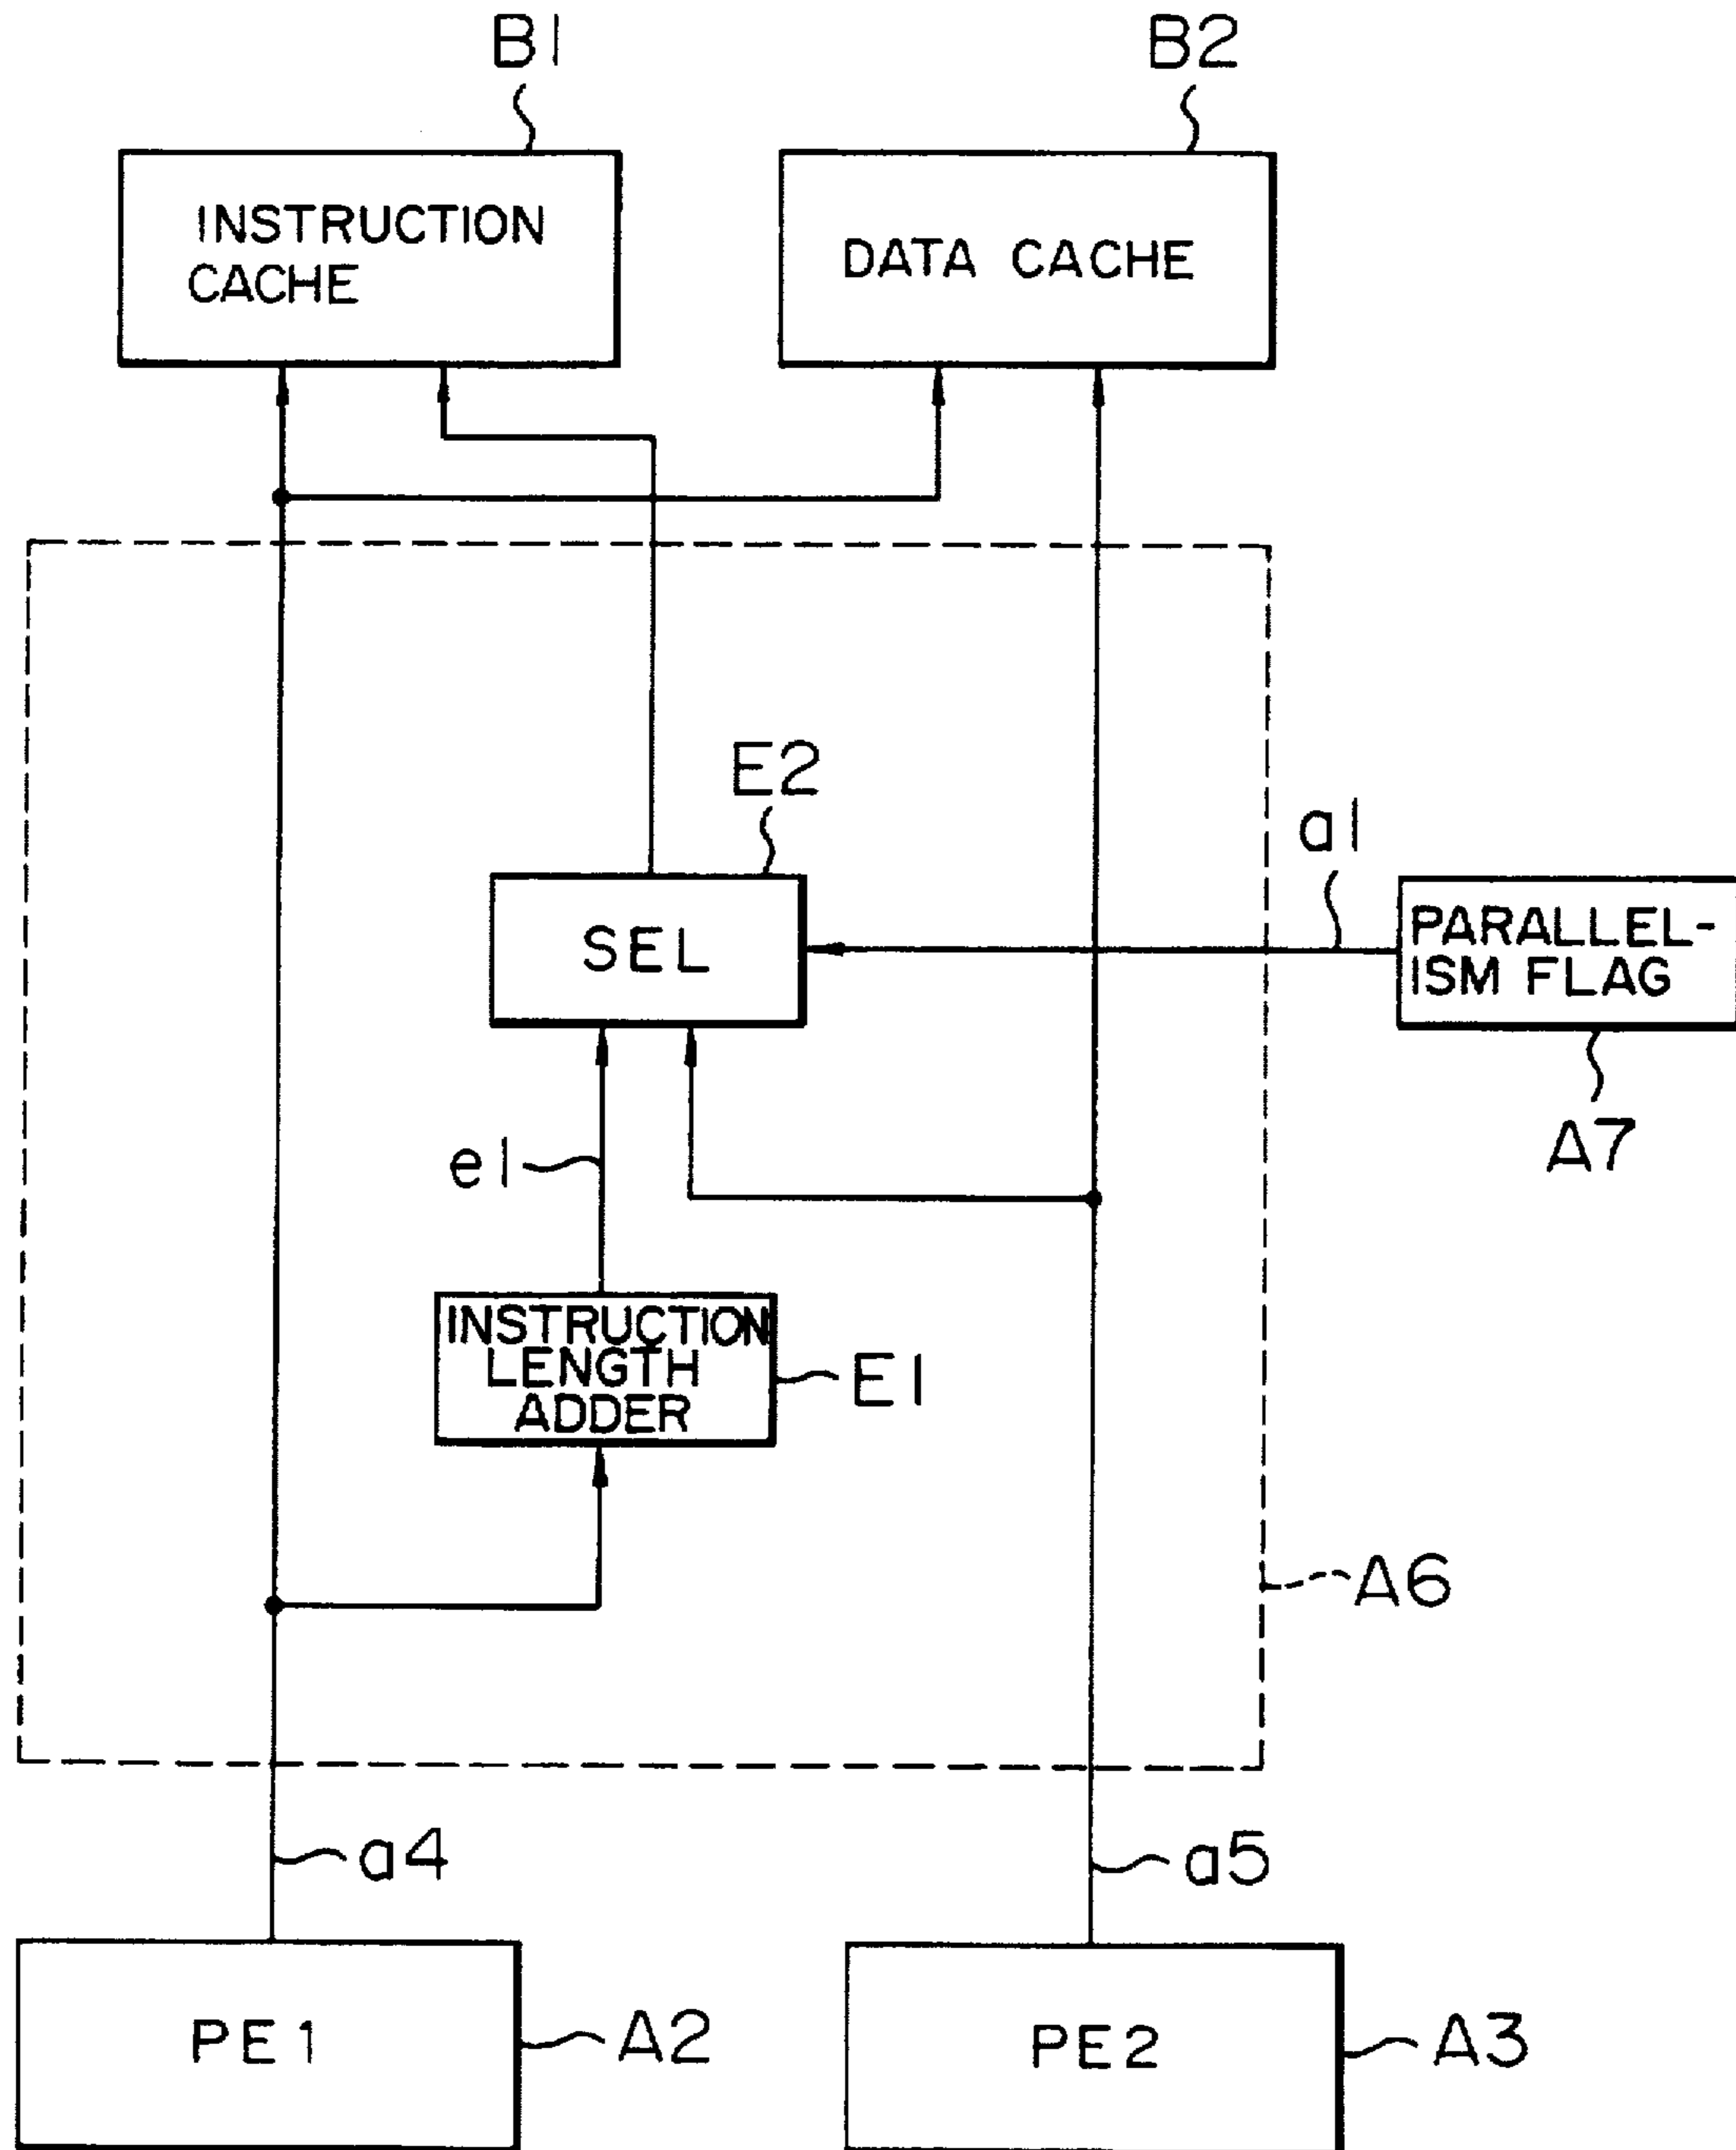 B1
B2
INSTRUCTION
CACHE
DATA CACHE
E2
a1
SEL
PARALLEL-
ISM FLAG
A7
e1
INSTRUCTION
LENGTH
ADDER
E1
A6
a4
a5
PE1
A2
PE2
A3